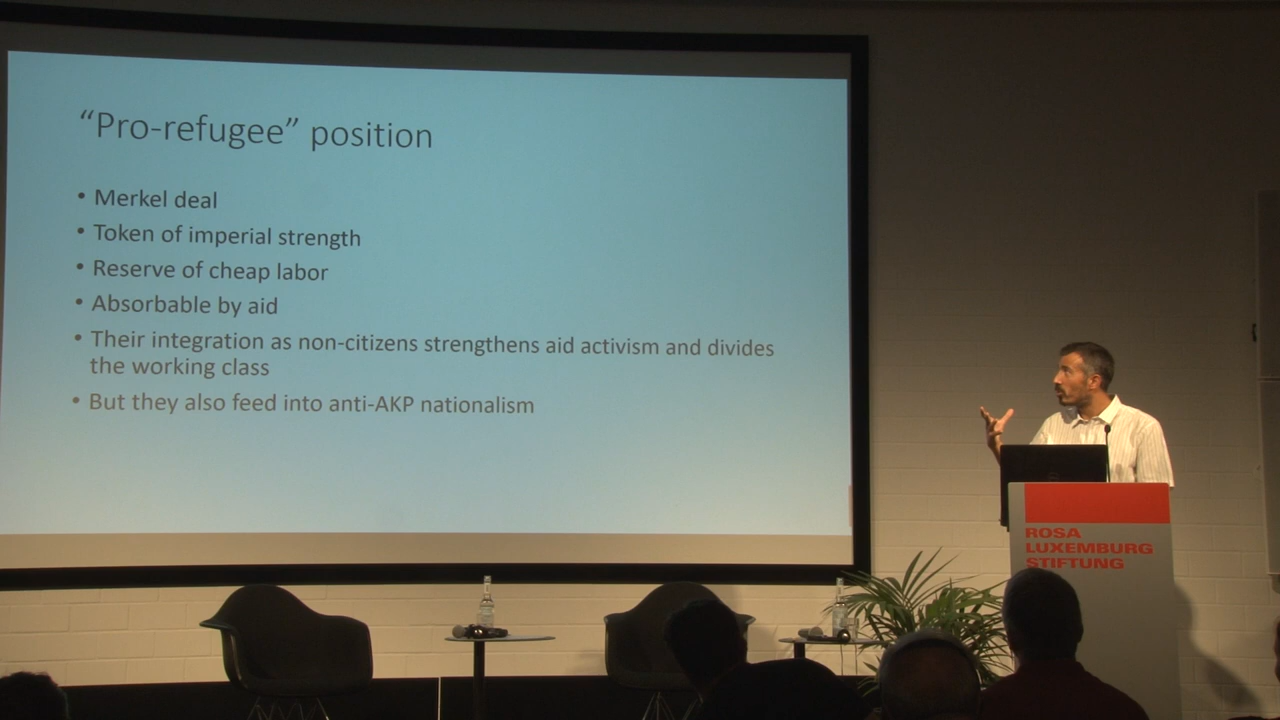 “Pro-refugee” position
• Merkel deal
• Token of imperial strength
• Reserve of cheap labor
• Absorbable by aid
• Their integration as non-citizens strengthens aid activism and divides
the working class
• But they also feed into anti-AKP nationalism
ROSA
LUXEMBURG
STIFTUNG